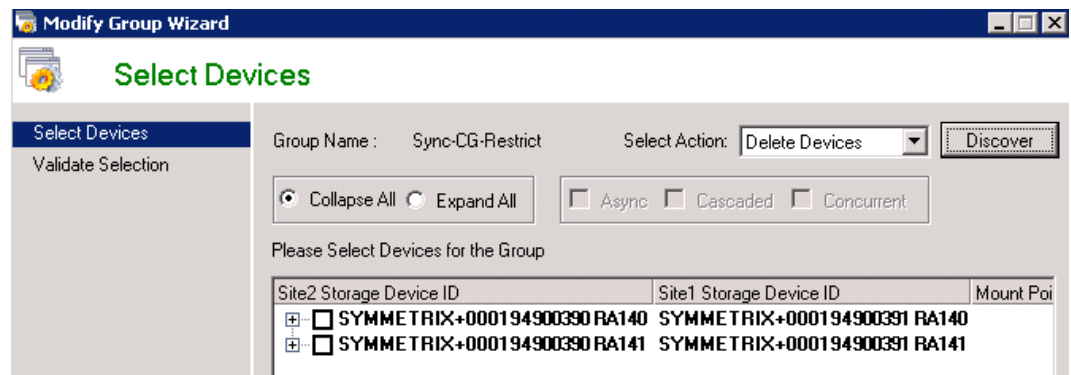 Modify Group Wizard
Select Devices
Select Devices
Validate Selection
Group Name : Sync-CG-Restrict Select Action: Delete Devices Discover
Collapse All Expand All Async Cascaded Concurrent
Please Select Devices for the Group
Site2 Storage Device ID Site1 Storage Device ID Mount Poi
SYMMETRIX+000194900390 RA140 SYMMETRIX+000194900391 RA140
SYMMETRIX+000194900390 RA141 SYMMETRIX+000194900391 RA141